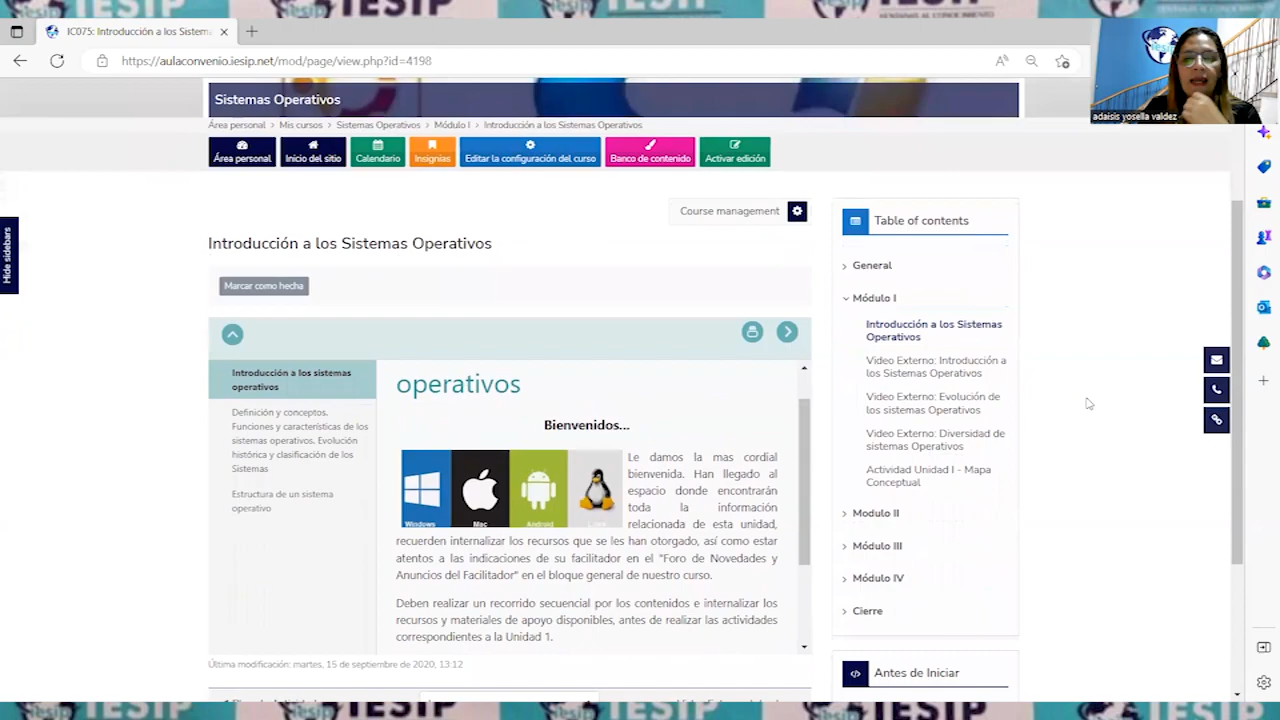 IESIP
IC075: Introducción a los Sistema
https://aulaconvenio.iesip.net/mod/page/view.php?id=4198
adaisis yosella valdez
Sistemas Operativos
Área personal > Mis cursos > Sistemas Operativos > Módulo I > Introducción a los Sistemas Operativos
Área personal
Inicio del sitio
Calendario
Insignias
Editar la configuración del curso
Banco de contenido
Activar edición
Hide sidebars
Course management
Introducción a los Sistemas Operativos
Marcar como hecha
Introducción a los sistemas
operativos
Definición y conceptos.
Funciones y características de los
sistemas operativos. Evolución
histórica y clasificación de los
Sistemas
Estructura de un sistema
operativo
operativos
Bienvenidos...
Windows
Mac
Android
Le damos la mas cordial
bienvenida. Han llegado al
espacio donde encontrarán
toda la información
relacionada de esta unidad,
recuerden internalizar los recursos que se les han otorgado, así como estar
atentos a las indicaciones de su facilitador en el "Foro de Novedades y
Anuncios del Facilitador" en el bloque general de nuestro curso.
Deben realizar un recorrido secuencial por los contenidos e internalizar los
recursos y materiales de apoyo disponibles, antes de realizar las actividades
correspondientes a la Unidad 1.
Última modificación: martes, 15 de septiembre de 2020, 13:12
Table of contents
General
Módulo I
Introducción a los Sistemas
Operativos
Video Externo: Introducción a
los Sistemas Operativos
Video Externo: Evolución de
los sistemas Operativos
Video Externo: Diversidad de
sistemas Operativos
Actividad Unidad I - Mapa
Conceptual
Modulo II
Módulo III
Módulo IV
Cierre
Antes de Iniciar